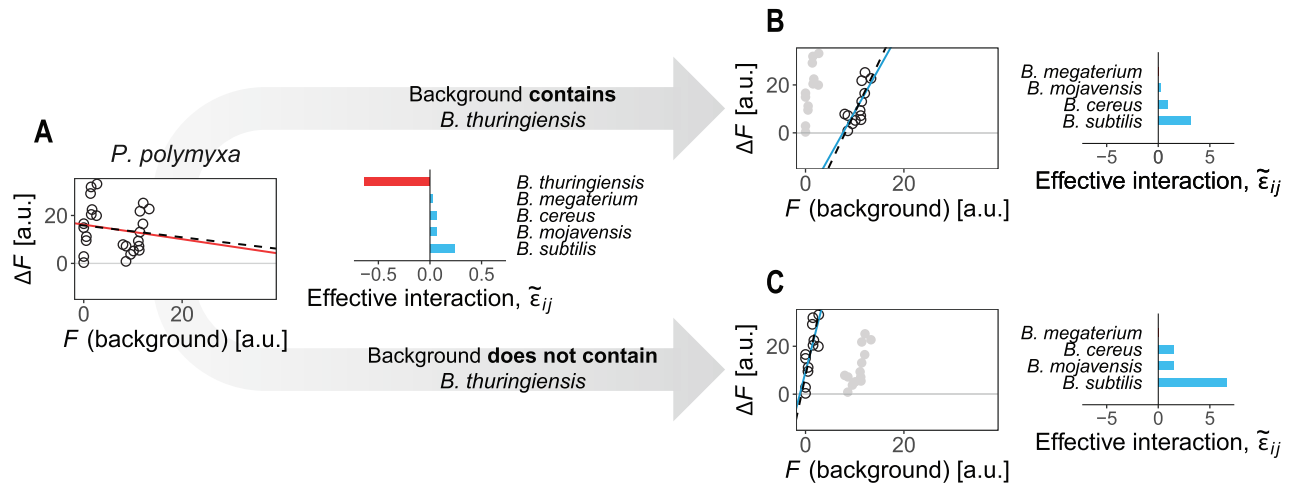 A
P. polymyxa
20
0
ΔF [a.u.]
0
20
F (background) [a.u.]
B. thuringiensis
B. megaterium
B. cereus
B. mojavensis
B. subtilis
−0.5
0.0
0.5
Effective interaction, ε̃ij
Background contains
B. thuringiensis
Background does not contain
B. thuringiensis
B
20
0
ΔF [a.u.]
0
20
F (background) [a.u.]
B. megaterium
B. mojavensis
B. cereus
B. subtilis
−5
0
5
Effective interaction, ε̃ij
C
20
0
ΔF [a.u.]
0
20
F (background) [a.u.]
B. megaterium
B. cereus
B. mojavensis
B. subtilis
−5
0
5
Effective interaction, ε̃ij